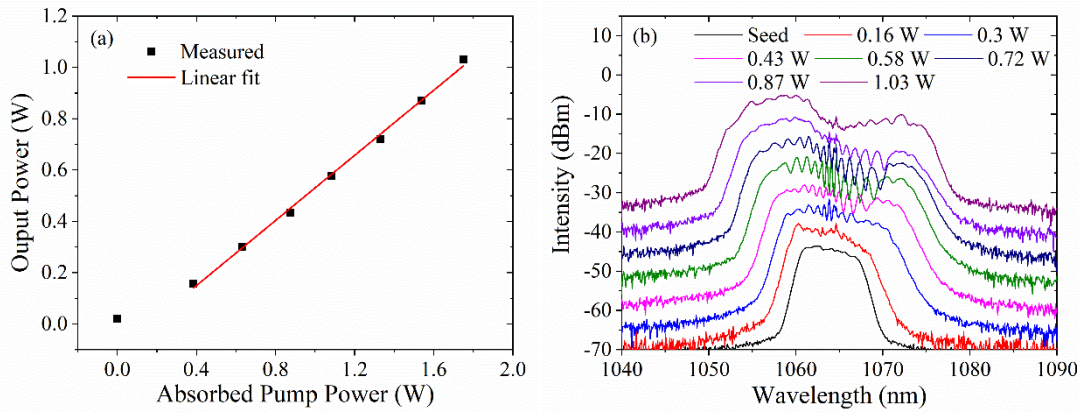 (a)
Measured
Linear fit
1.2
1.0
0.8
0.6
0.4
0.2
0.0
Ouput Power (W)
0.0 0.4 0.8 1.2 1.6 2.0
Absorbed Pump Power (W)
(b)
Seed 0.16 W 0.3 W
0.43 W 0.58 W 0.72 W
0.87 W 1.03 W
10
0
-10
-20
-30
-40
-50
-60
-70
Intensity (dBm)
1040 1050 1060 1070 1080 1090
Wavelength (nm)